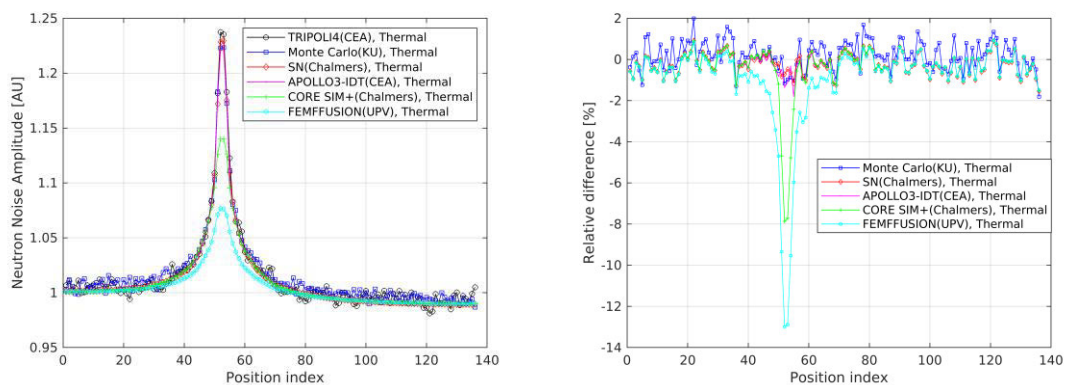 TRIPOLI4(CEA), Thermal
Monte Carlo(KU), Thermal
SN(Chalmers), Thermal
APOLLO3-IDT(CEA), Thermal
CORE SIM+(Chalmers), Thermal
FEMFFUSION(UPV), Thermal
Neutron Noise Amplitude [AU]
1.25
1.2
1.15
1.1
1.05
1
0.95
0 20 40 60 80 100 120 140
Position index
Monte Carlo(KU), Thermal
SN(Chalmers), Thermal
APOLLO3-IDT(CEA), Thermal
CORE SIM+(Chalmers), Thermal
FEMFFUSION(UPV), Thermal
Relative difference [%]
2
0
-2
-4
-6
-8
-10
-12
-14
0 20 40 60 80 100 120 140
Position index